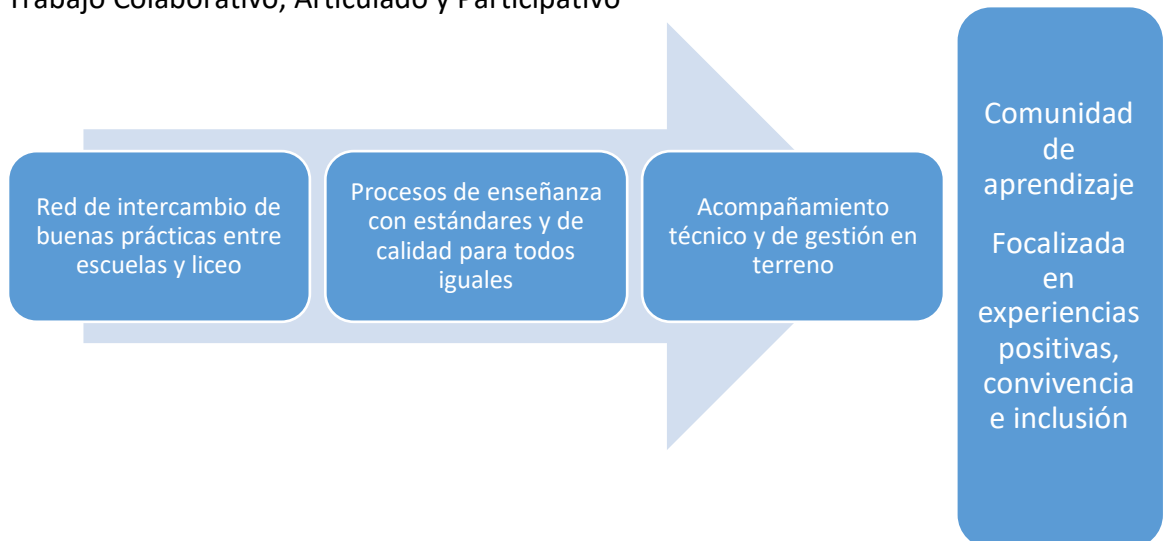 Trabajo Colaborativo, Articulado y Participativo
Red de intercambio de
buenas prácticas entre
escuelas y liceo
Procesos de enseñanza
con estándares y de
calidad para todos
iguales
Acompañamiento
técnico y de gestión en
terreno
Comunidad
de
aprendizaje
Focalizada
en
experiencias
positivas,
convivencia
e inclusión